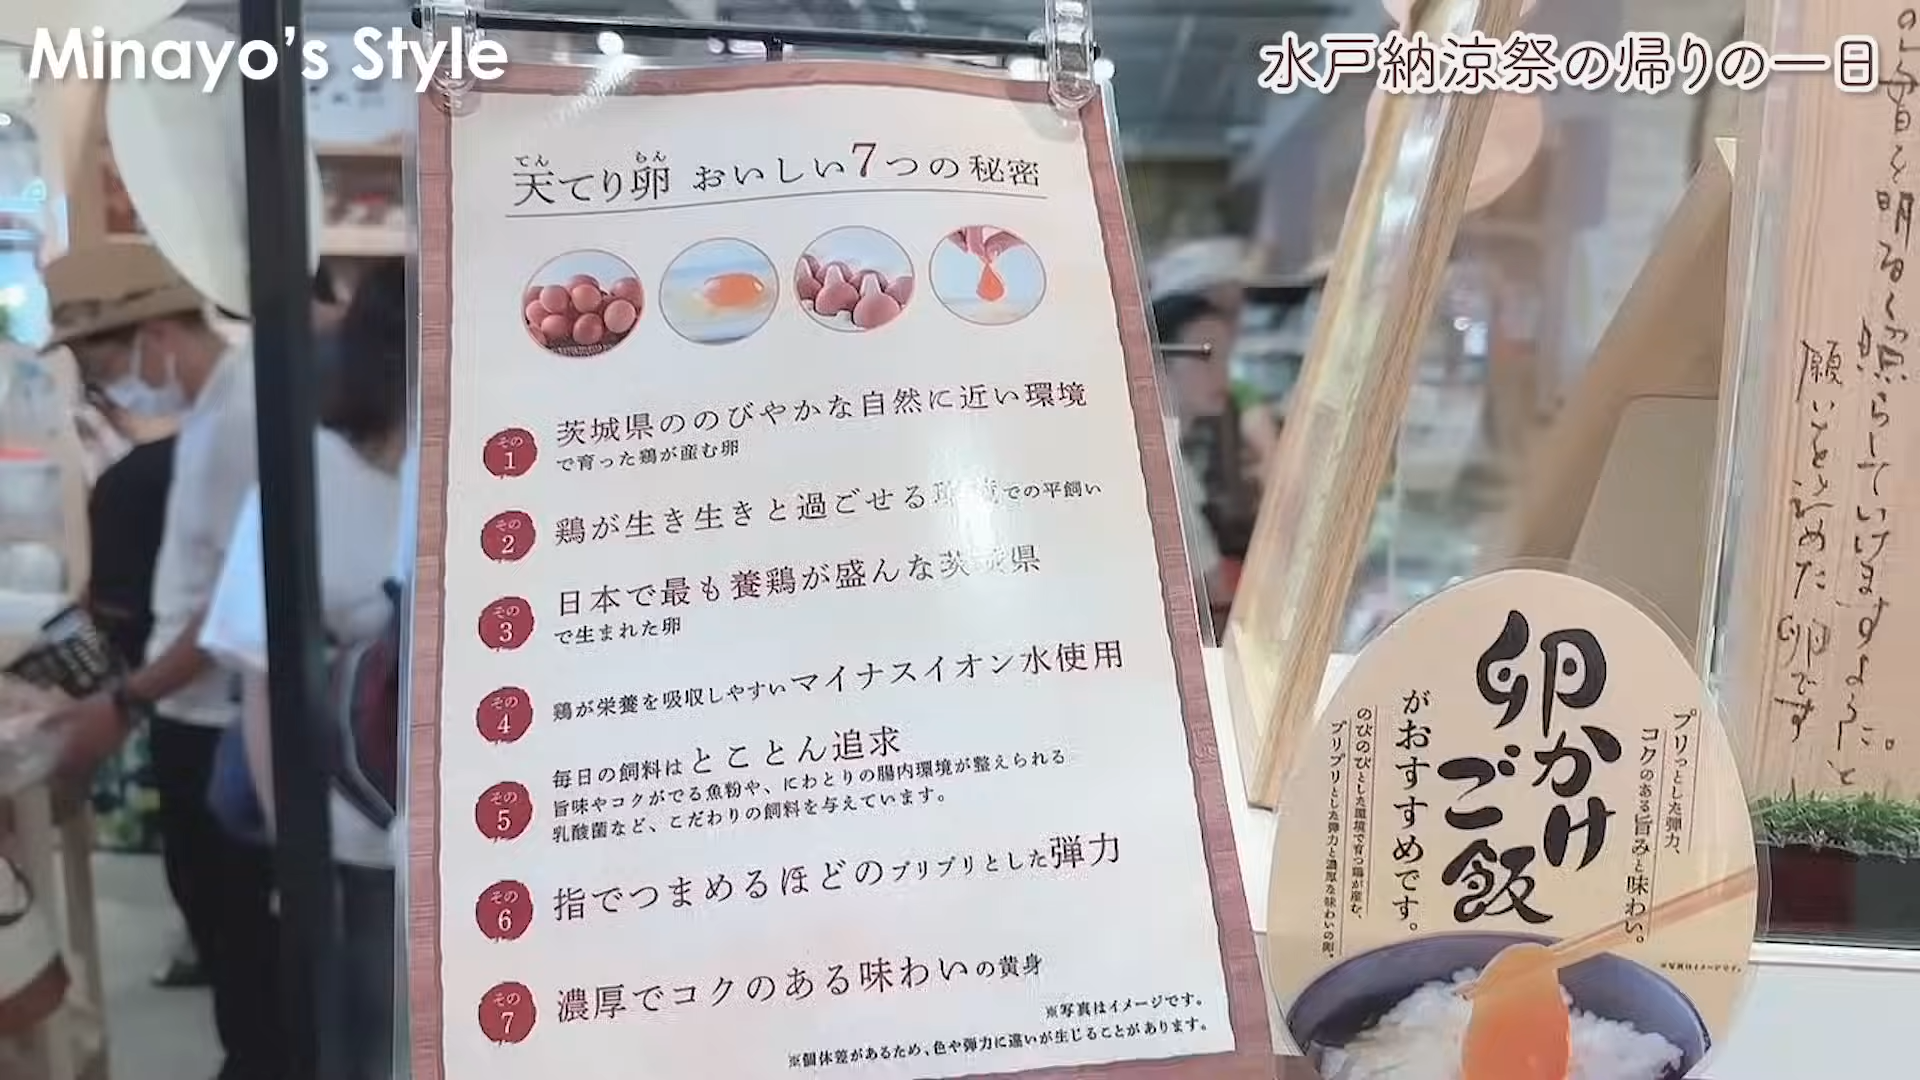 Minayo's Style
水戸納涼祭の帰りの一日
てん らん
天てり卵 おいしい7つの秘密
その1
茨城県ののびやかな自然に近い環境
で育った鶏が産む卵
その2
鶏が生き生きと過ごせる環境での平飼い
その3
日本で最も養鶏が盛んな茨城県
で生まれた卵
その4
鶏が栄養を吸収しやすいマイナスイオン水使用
その5
毎日の飼料はとことん追求
旨味やコクがでる魚粉や、にわとりの腸内環境が整えられる
乳酸菌など、こだわりの飼料を与えています。
その6
指でつまめるほどのプリプリとした弾力
その7
濃厚でコクのある味わいの黄身
※写真はイメージです。
※個体差があるため、色や弾力に違いが生じることがあります。
プリっとした弾力、
コクのある旨みと味わい。
卵かけ
ご飯
がおすすめです。
のびのびとした環境で育つ鶏が産む、
プリプリとした弾力と濃厚な味わいの卵。
※写真はイメージです。
明るく照らしていけますように。と
願いをこめた卵です